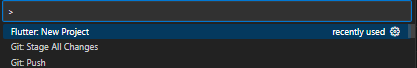 >
Flutter: New Project recently used
Git: Stage All Changes
Git: Push